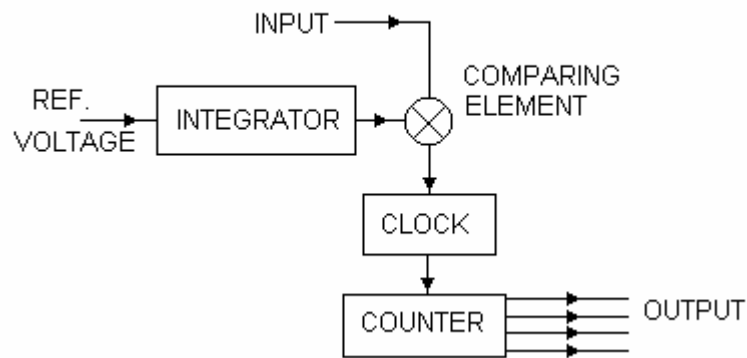 INPUT
COMPARING
ELEMENT
REF.
VOLTAGE
INTEGRATOR
CLOCK
COUNTER
OUTPUT